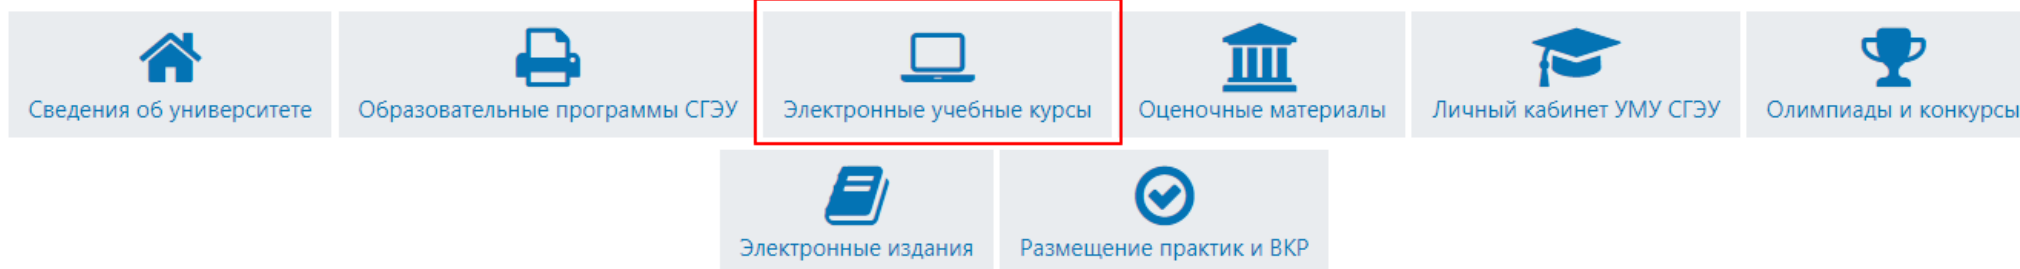 Сведения об университете
Образовательные программы СГЭУ
Электронные учебные курсы
Оценочные материалы
Личный кабинет УМУ СГЭУ
Олимпиады и конкурсы
Электронные издания
Размещение практик и ВКР